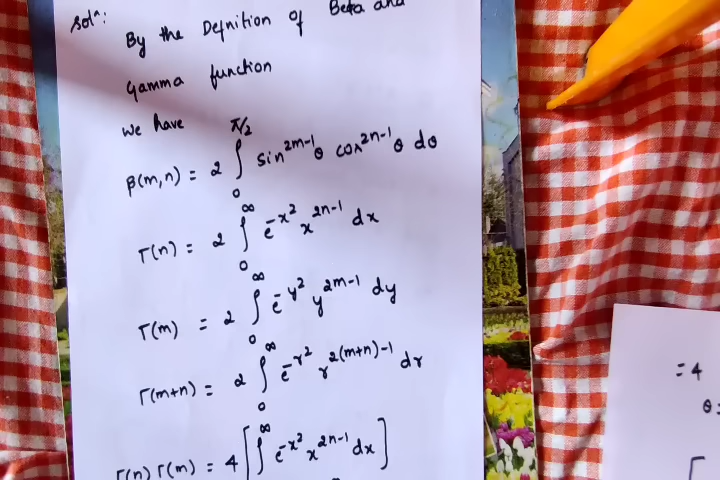 Solⁿ:
By the Defnition of Beta and
Gamma function
we have
β(m,n) = 2 ∫₀^{π/2} sin^{2m-1}θ cos^{2n-1}θ dθ
Γ(n) = 2 ∫₀^∞ e^{-x²} x^{2n-1} dx
Γ(m) = 2 ∫₀^∞ e^{-y²} y^{2m-1} dy
Γ(m+n) = 2 ∫₀^∞ e^{-r²} r^{2(m+n)-1} dr
Γ(n) Γ(m) = 4 [∫^∞ e^{-x²} x^{2n-1} dx]
= 4
θ
[